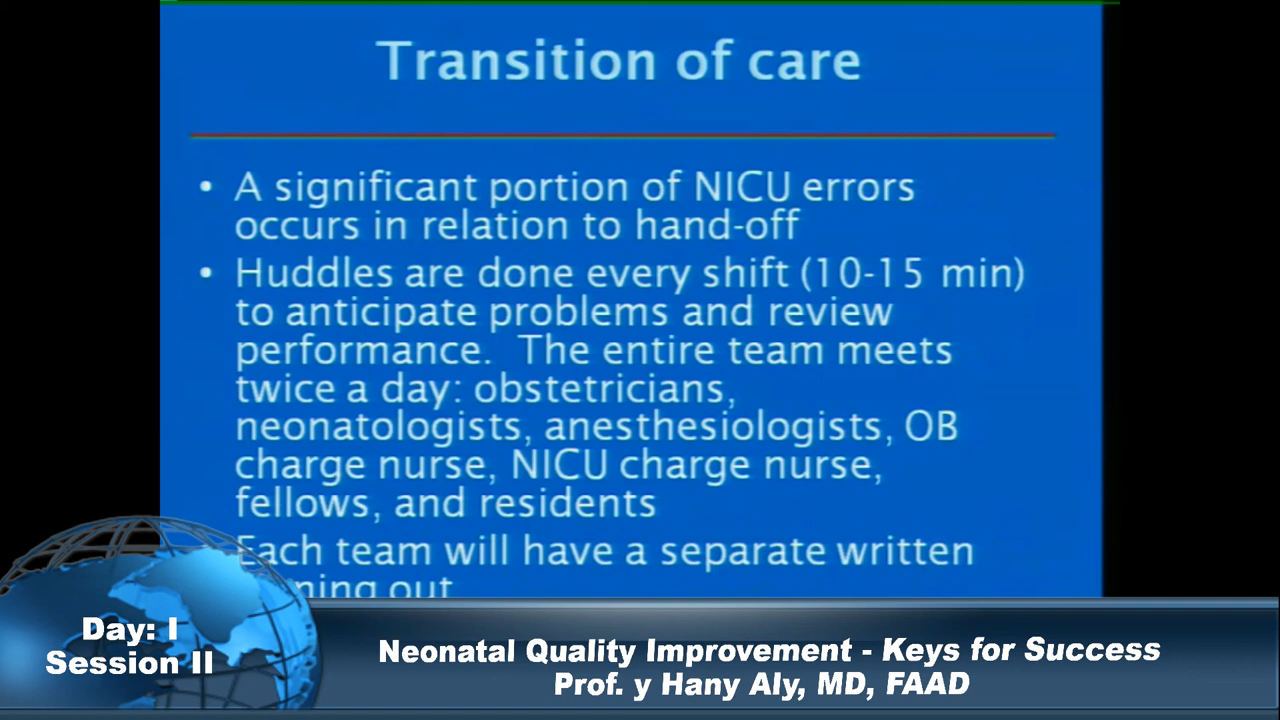 Transition of care
• A significant portion of NICU errors
occurs in relation to hand-off
• Huddles are done every shift (10-15 min)
to anticipate problems and review
performance. The entire team meets
twice a day: obstetricians,
neonatologists, anesthesiologists, OB
charge nurse, NICU charge nurse,
fellows, and residents
Each team will have a separate written
out
Day: I
Session II
Neonatal Quality Improvement - Keys for Success
Prof. y Hany Aly, MD, FAAD